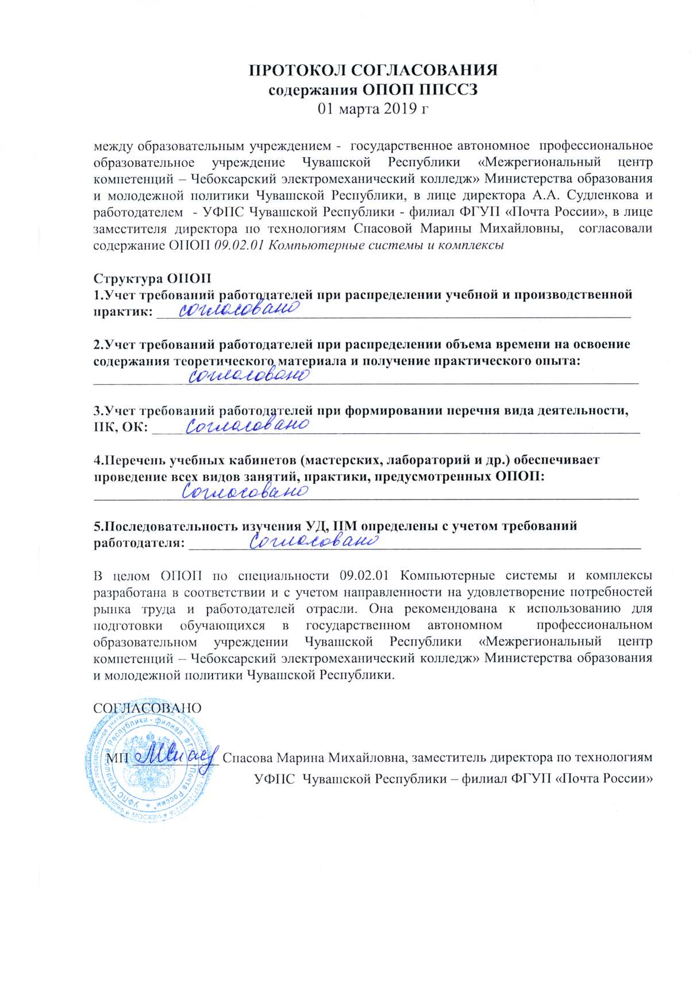 ПРОТОКОЛ СОГЛАСОВАНИЯ
содержания ОПОП ППССЗ
01 марта 2019 г
между образовательным учреждением - государственное автономное профессиональное
образовательное учреждение Чувашской Республики «Межрегиональный центр
компетенций – Чебоксарский электромеханический колледж» Министерства образования
и молодежной политики Чувашской Республики, в лице директора А.А. Судленкова и
работодателем - УФПС Чувашской Республики - филиал ФГУП «Почта России», в лице
заместителя директора по технологиям Спасовой Марины Михайловны, согласовали
содержание ОПОП 09.02.01 Компьютерные системы и комплексы
Структура ОПОП
1.Учет требований работодателей при распределении учебной и производственной
практик: согласовано
2.Учет требований работодателей при распределении объема времени на освоение
содержания теоретического материала и получение практического опыта:
согласовано
3.Учет требований работодателей при формировании перечня вида деятельности,
ПК, ОК: Согласовано
4.Перечень учебных кабинетов (мастерских, лабораторий и др.) обеспечивает
проведение всех видов занятий, практики, предусмотренных ОПОП:
Согласовано
5.Последовательность изучения УД, ПМ определены с учетом требований
работодателя: Согласовано
В целом ОПОП по специальности 09.02.01 Компьютерные системы и комплексы
разработана в соответствии и с учетом направленности на удовлетворение потребностей
рынка труда и работодателей отрасли. Она рекомендована к использованию для
подготовки обучающихся в государственном автономном профессиональном
образовательном учреждении Чувашской Республики «Межрегиональный центр
компетенций – Чебоксарский электромеханический колледж» Министерства образования
и молодежной политики Чувашской Республики.
СОГЛАСОВАНО
МП Спасова Марина Михайловна, заместитель директора по технологиям
УФПС Чувашской Республики – филиал ФГУП «Почта России»
УФПС Чувашской Республики - филиал ФГУП "Почта России"
МОСКВА